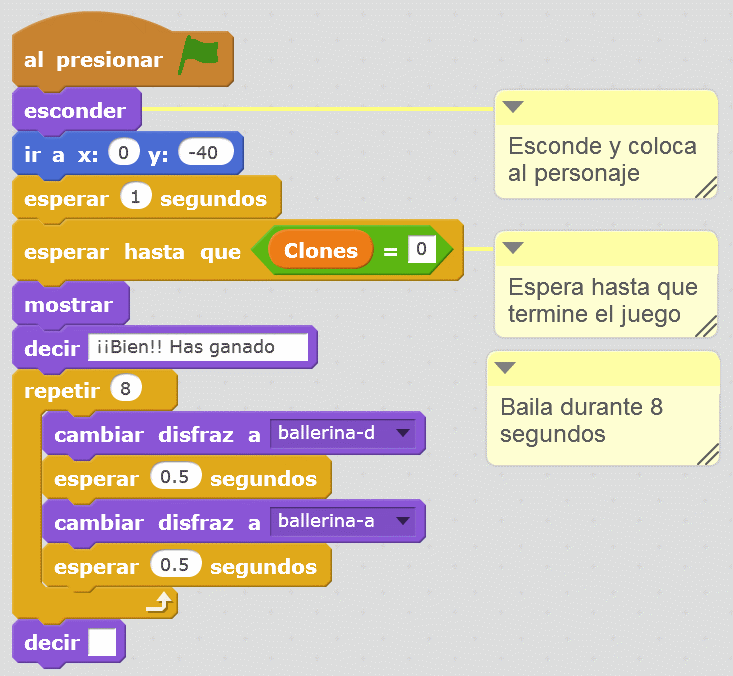 al presionar
esconder
ir a x: 0 y: -40
esperar 1 segundos
esperar hasta que Clones = 0
mostrar
decir ¡¡Bien!! Has ganado
repetir 8
cambiar disfraz a ballerina-d
esperar 0.5 segundos
cambiar disfraz a ballerina-a
esperar 0.5 segundos
decir
Esconde y coloca
al personaje
Espera hasta que
termine el juego
Baila durante 8
segundos